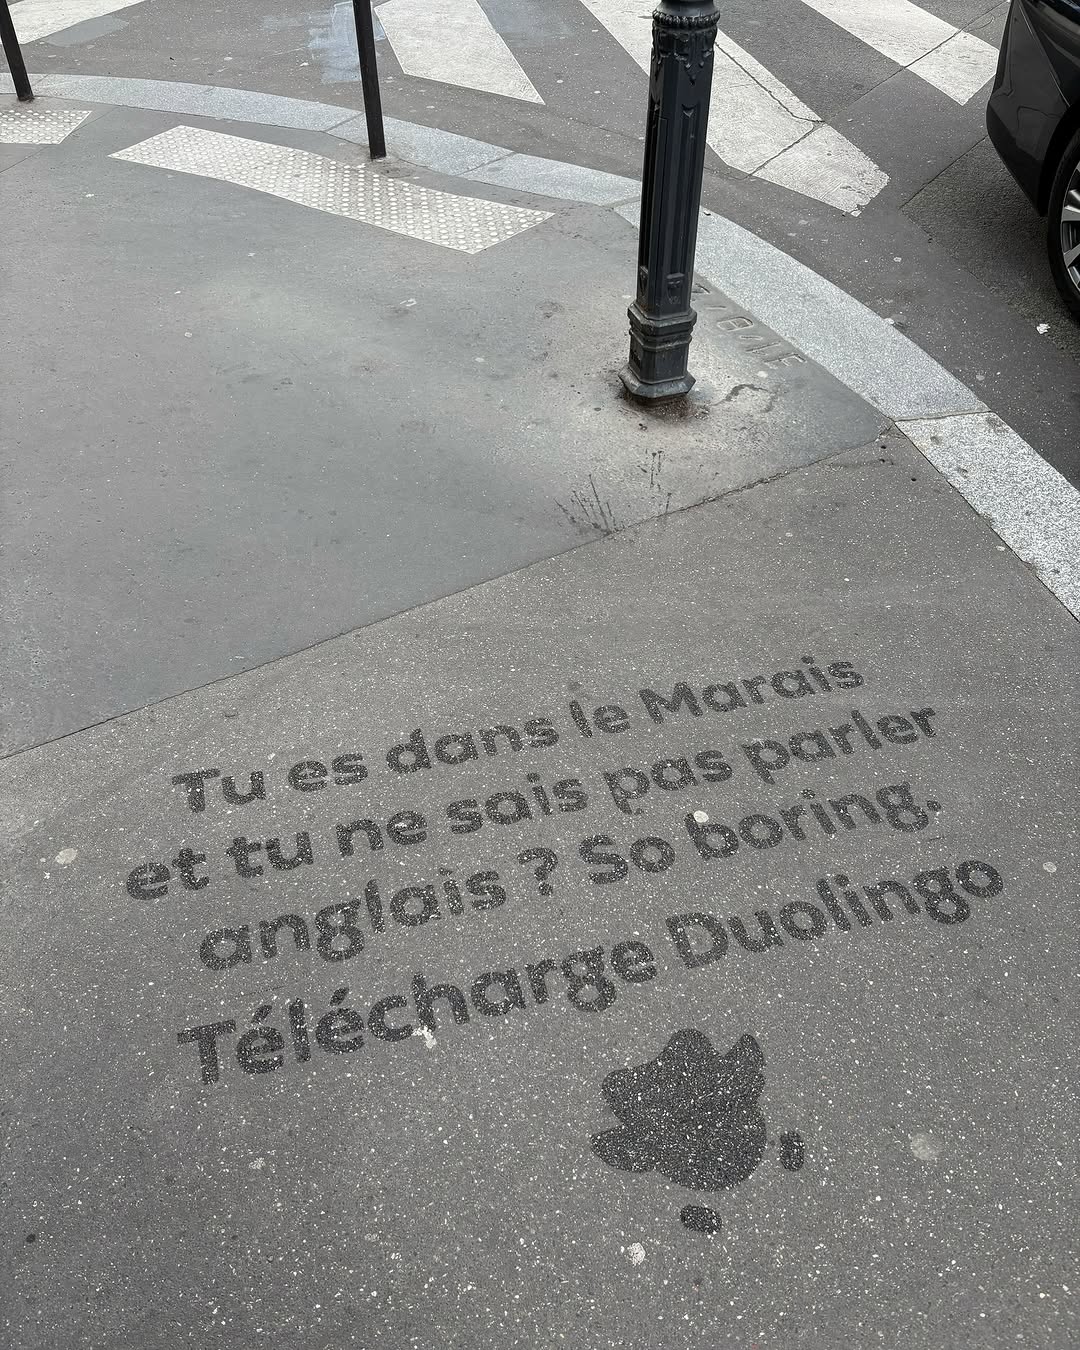 Tu es dans le Marais
et tu ne sais pas parler
anglais ? So boring.
Télécharge Duolingo